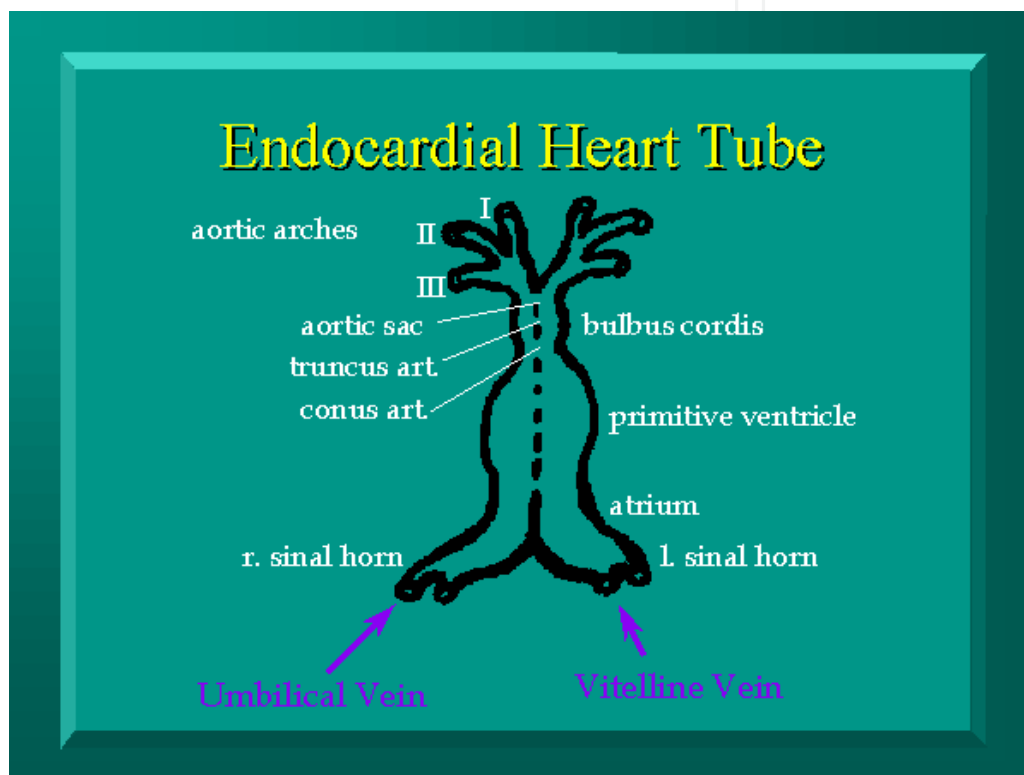 Endocardial Heart Tube
I
aortic arches II
III
aortic sac bulbus cordis
truncus art.
conus art. primitive ventricle
atrium
r. sinal horn l. sinal horn
Umbilical Vein Vitelline Vein